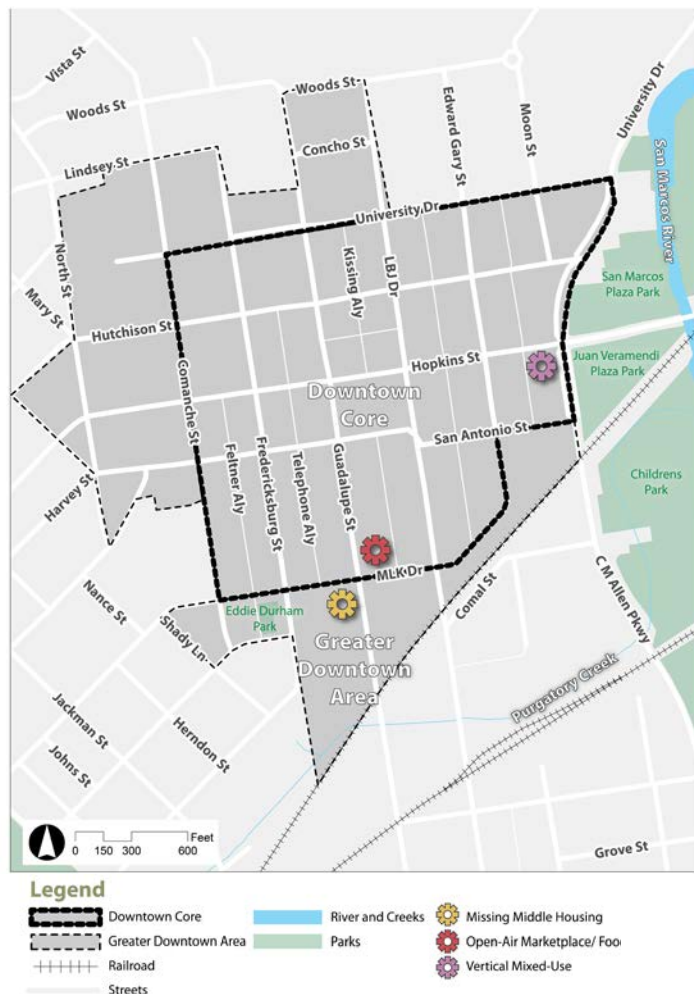 Vista St
Woods St
Woods St
University Dr
Edward Gary St
Moon St
Concho St
Lindsey St
San Marcos River
University Dr
Kissing Aly
LBJ Dr
North St
Mary St
San Marcos
Plaza Park
Hutchison St
Hopkins St
Juan Veramendi
Plaza Park
Comanche St
Downtown
Core
San Antonio St
Feltner Aly
Fredericksburg St
Telephone Aly
Guadalupe St
Harvey St
Childrens
Park
MLK Dr
Nance St
Eddie Durham
Park
Comal St
C M Allen Pkwy
Shady Ln
Greater
Downtown
Area
Purgatory Creek
Jackman St
Herndon St
Johns St
Feet
0 150 300 600
Grove St
Legend
Downtown Core
River and Creeks
Missing Middle Housing
Greater Downtown Area
Parks
Open-Air Marketplace/ Foo
Railroad
Vertical Mixed-Use
Streets